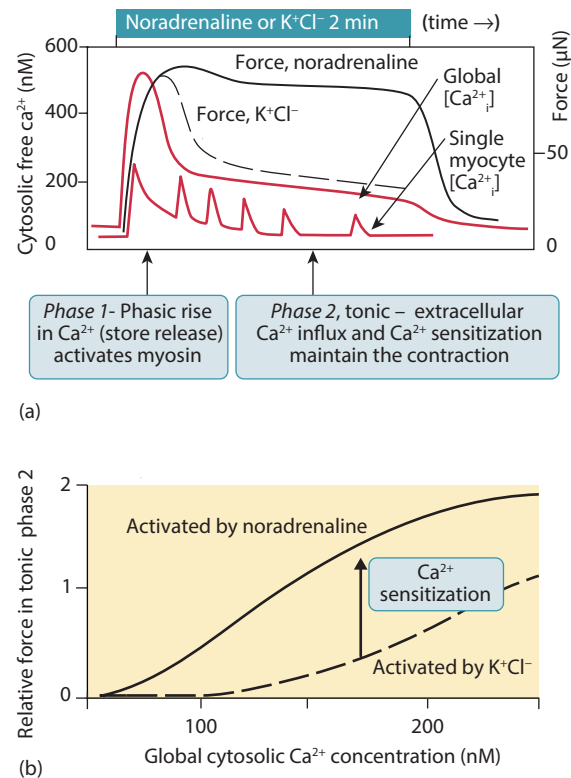 Noradrenaline or K⁺Cl⁻ 2 min
(time →)
600
500
200
0
Cytosolic free ca²⁺ (nM)
Force, noradrenaline
Force, K⁺Cl⁻
Global
[Ca²⁺ᵢ]
Single
myocyte
[Ca²⁺ᵢ]
50
0
Force (µN)
Phase 1- Phasic rise
in Ca²⁺ (store release)
activates myosin
Phase 2, tonic – extracellular
Ca²⁺ influx and Ca²⁺ sensitization
maintain the contraction
(a)
2
1
0
Relative force in tonic phase 2
Activated by noradrenaline
Ca²⁺
sensitization
Activated by K⁺Cl⁻
100
200
Global cytosolic Ca²⁺ concentration (nM)
(b)